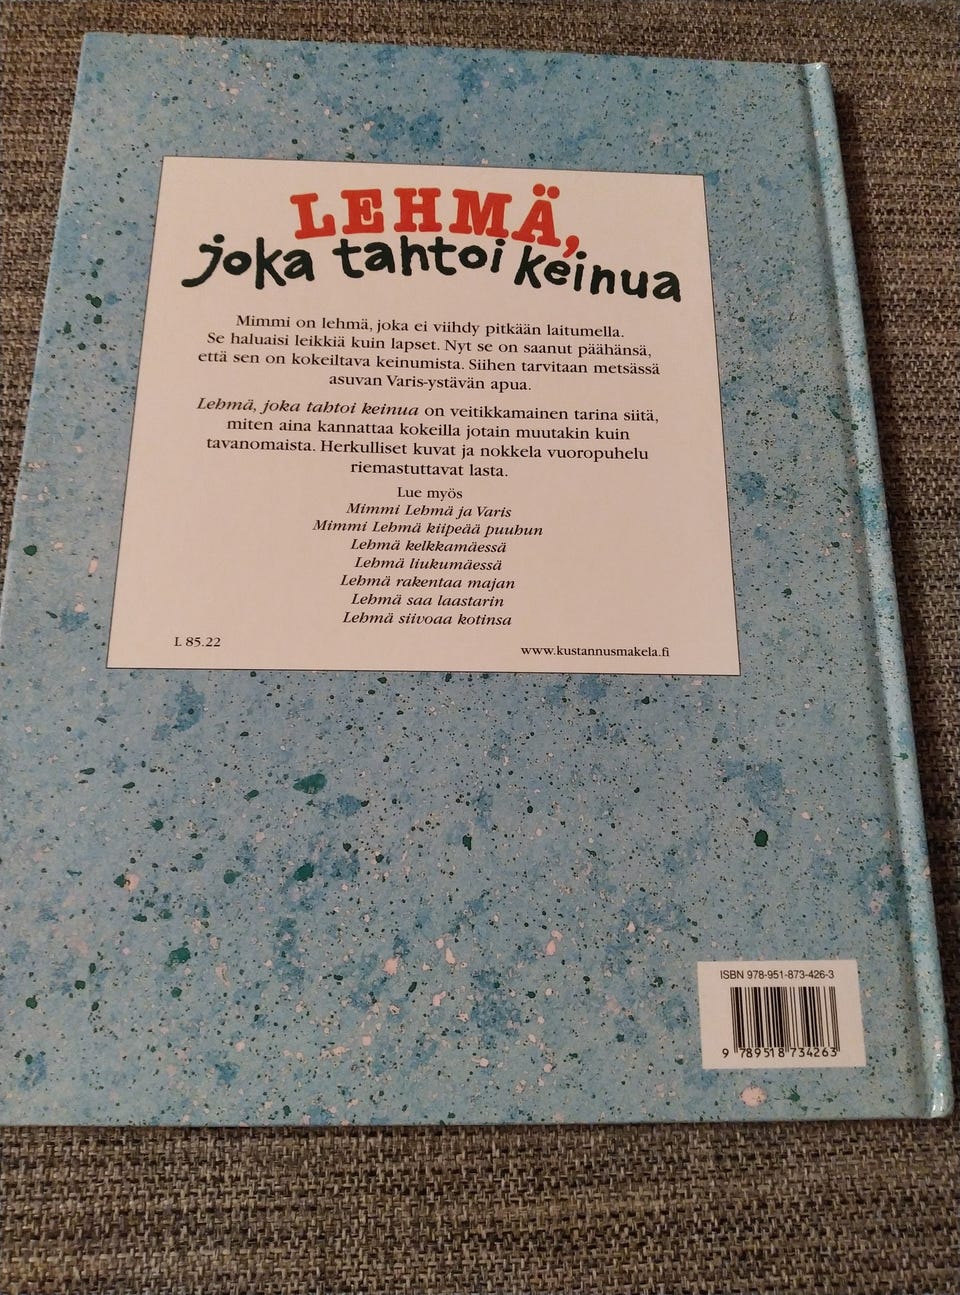 LEHMÄ,
joka tahtoi keinua
Mimmi on lehmä, joka ei viihdy pitkään laitumella.
Se haluaisi leikkiä kuin lapset. Nyt se on saanut päähänsä,
että sen on kokeiltava keinumista. Siihen tarvitaan metsässä
asuvan Varis-ystävän apua.
Lehmä, joka tahtoi keinua on veitikkamainen tarina siitä,
miten aina kannattaa kokeilla jotain muutakin kuin
tavanomaista. Herkulliset kuvat ja nokkela vuoropuhelu
riemastuttavat lasta.
Lue myös
Mimmi Lehmä ja Varis
Mimmi Lehmä kiipeää puuhun
Lehmä kelkkamäessä
Lehmä liukumäessä
Lehmä rakentaa majan
Lehmä saa laastarin
Lehmä siivoaa kotinsa
L 85.22
www.kustannusmakela.fi
ISBN 978-951-873-426-3
9 789518 734263